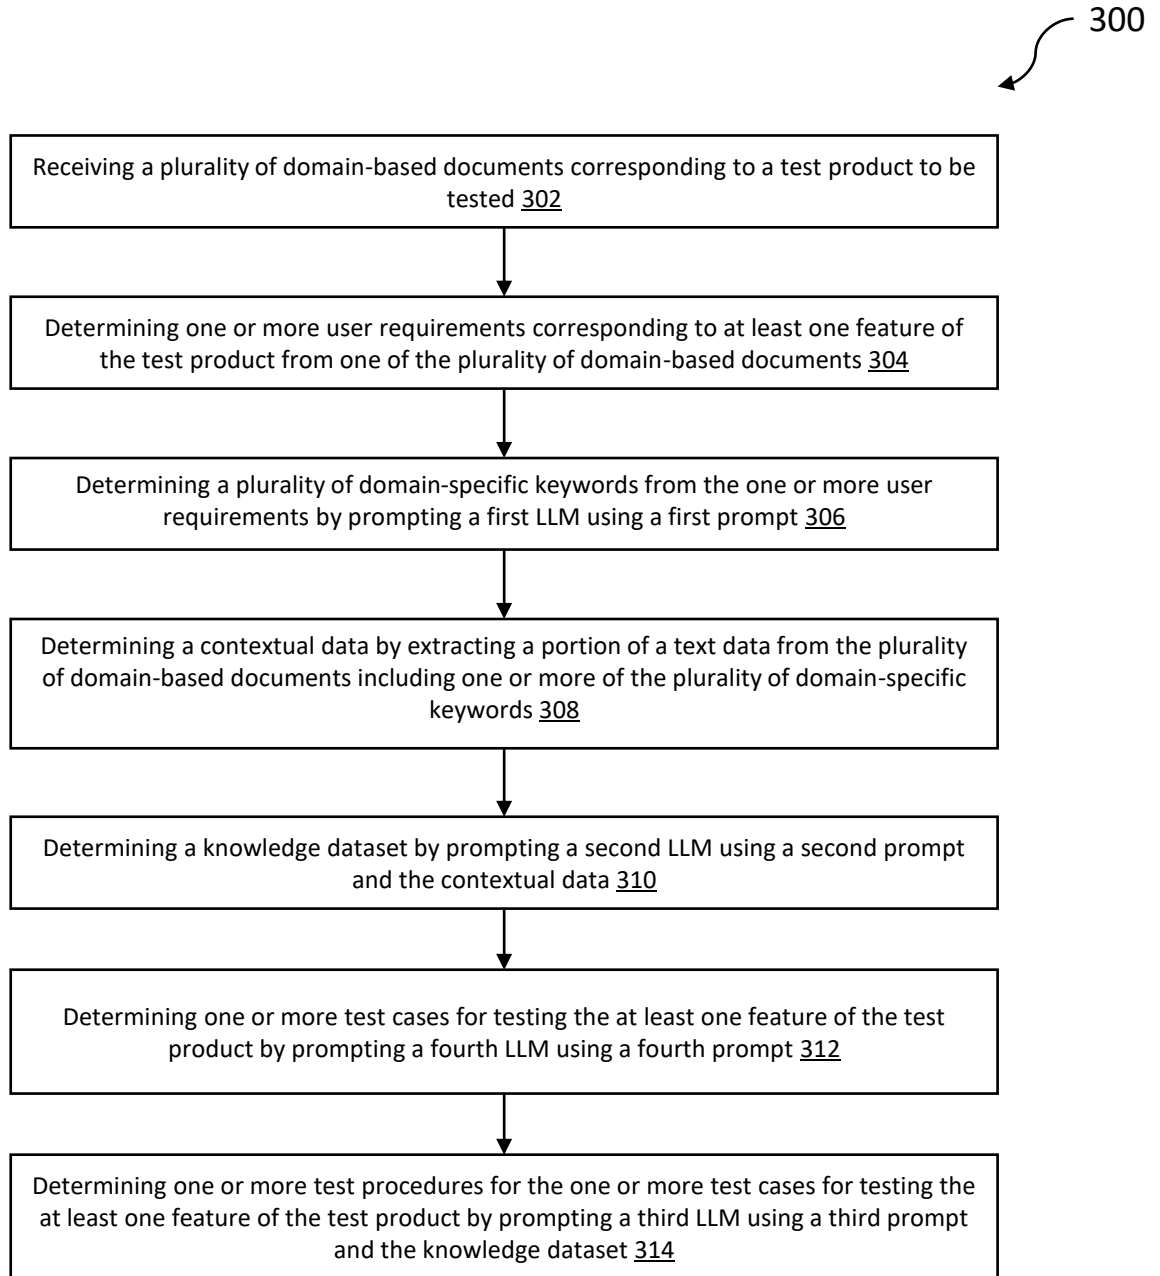 300
Receiving a plurality of domain-based documents corresponding to a test product to be
tested 302
Determining one or more user requirements corresponding to at least one feature of
the test product from one of the plurality of domain-based documents 304
Determining a plurality of domain-specific keywords from the one or more user
requirements by prompting a first LLM using a first prompt 306
Determining a contextual data by extracting a portion of a text data from the plurality
of domain-based documents including one or more of the plurality of domain-specific
keywords 308
Determining a knowledge dataset by prompting a second LLM using a second prompt
and the contextual data 310
Determining one or more test cases for testing the at least one feature of the test
product by prompting a fourth LLM using a fourth prompt 312
Determining one or more test procedures for the one or more test cases for testing the
at least one feature of the test product by prompting a third LLM using a third prompt
and the knowledge dataset 314